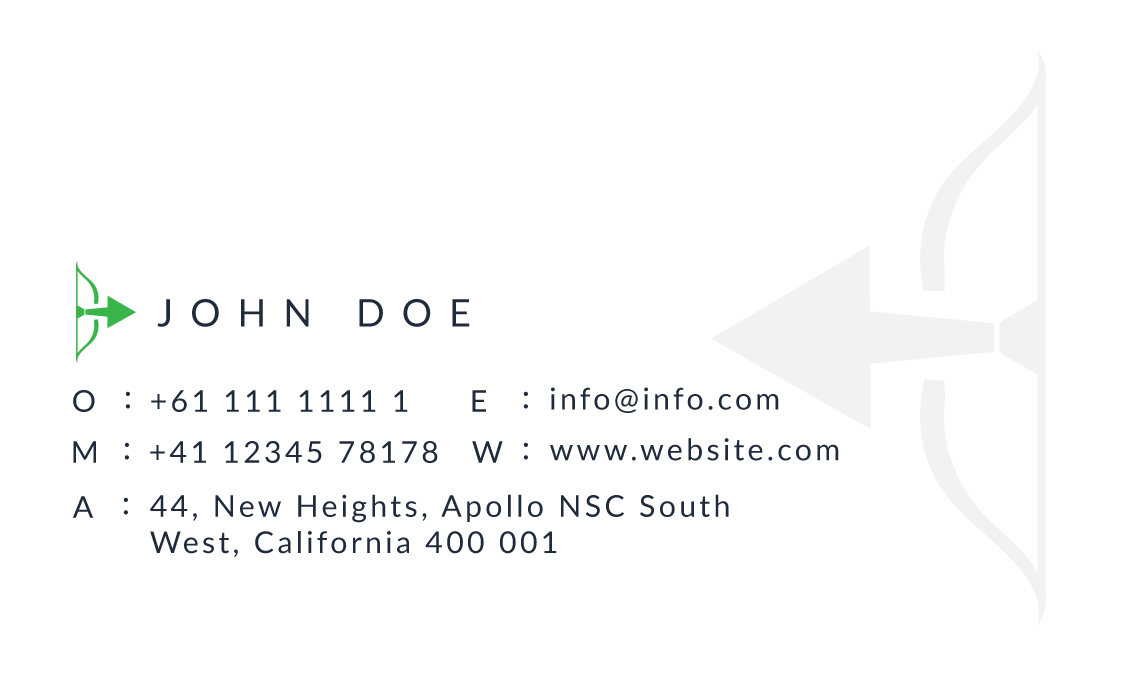 JOHN DOE
O : +61 111 1111 1 E : info@info.com
M : +41 12345 78178 W : www.website.com
A : 44, New Heights, Apollo NSC South
West, California 400 001